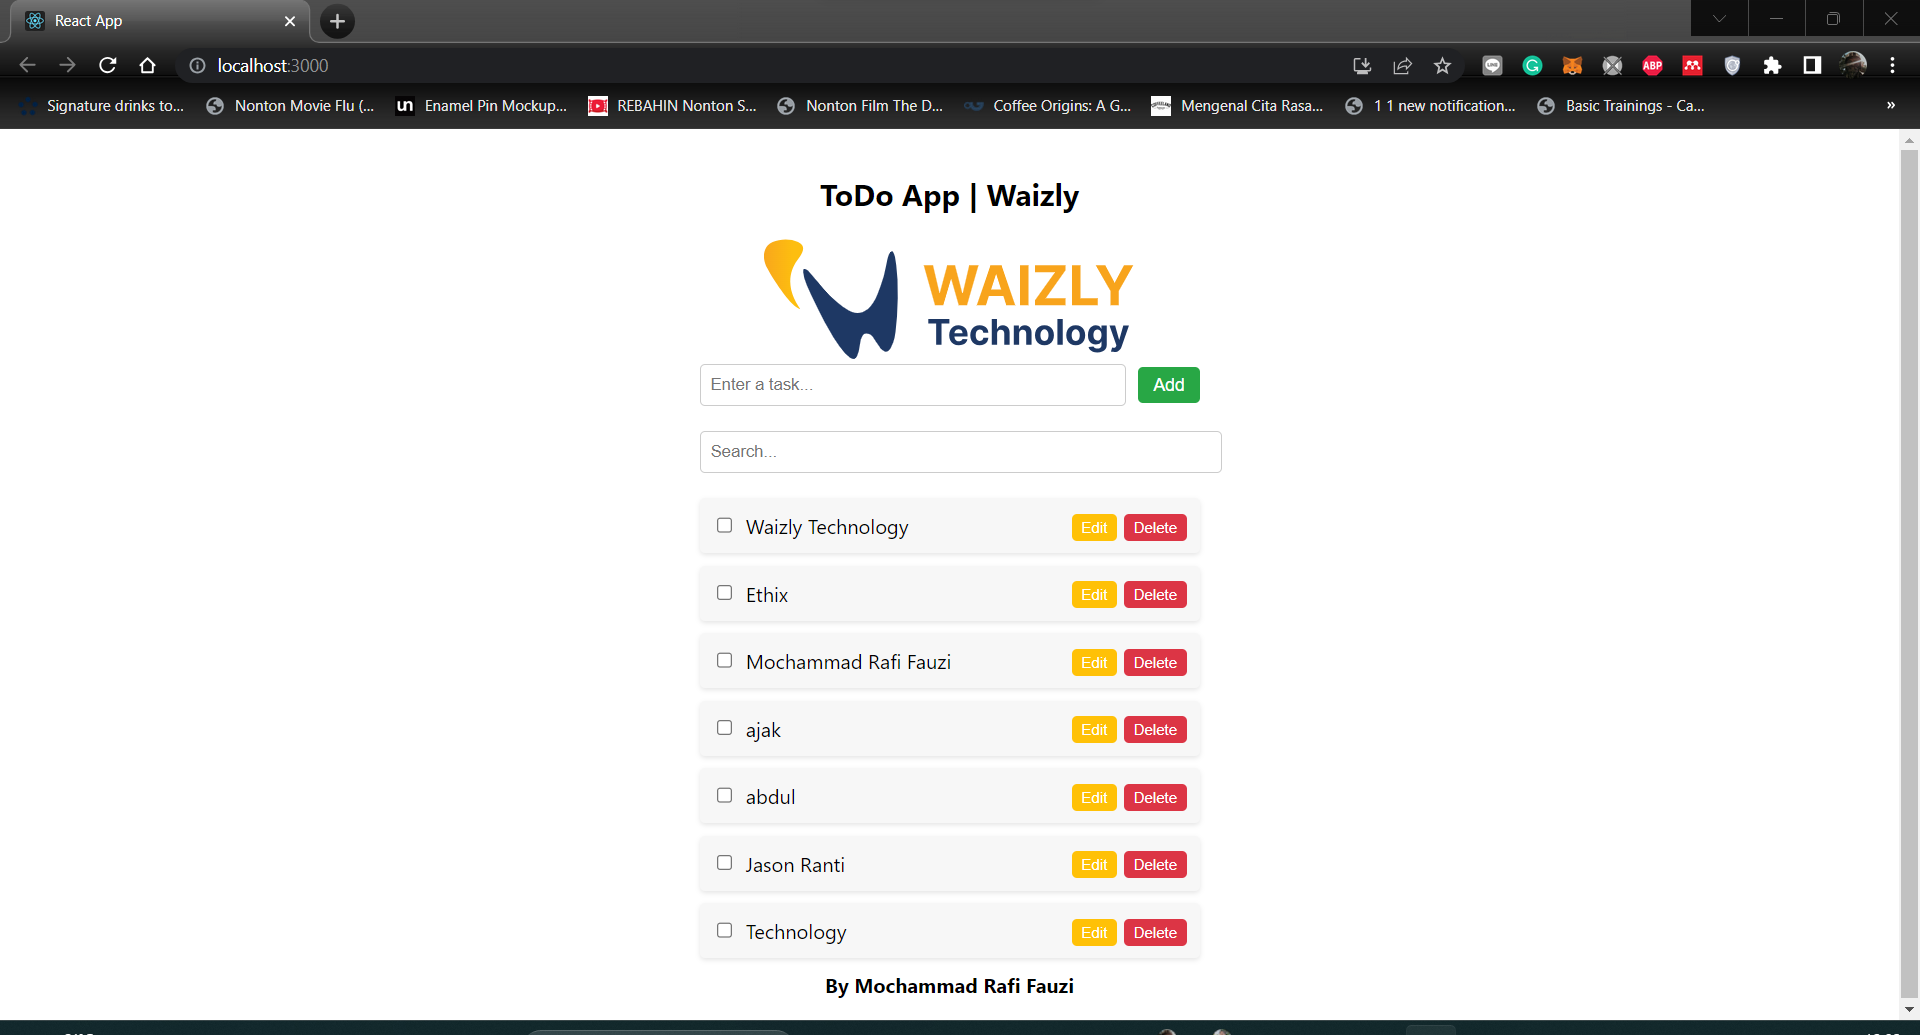 React App
localhost:3000
Signature drinks to... Nonton Movie Flu (... un Enamel Pin Mockup... REBAHIN Nonton S... Nonton Film The D... Coffee Origins: A G... Mengenal Cita Rasa... 1 1 new notification... Basic Trainings - Ca... »
ABP
ToDo App | Waizly
WAIZLY
Technology
Enter a task... Add
Search...
Waizly Technology Edit Delete
Ethix Edit Delete
Mochammad Rafi Fauzi Edit Delete
ajak Edit Delete
abdul Edit Delete
Jason Ranti Edit Delete
Technology Edit Delete
By Mochammad Rafi Fauzi